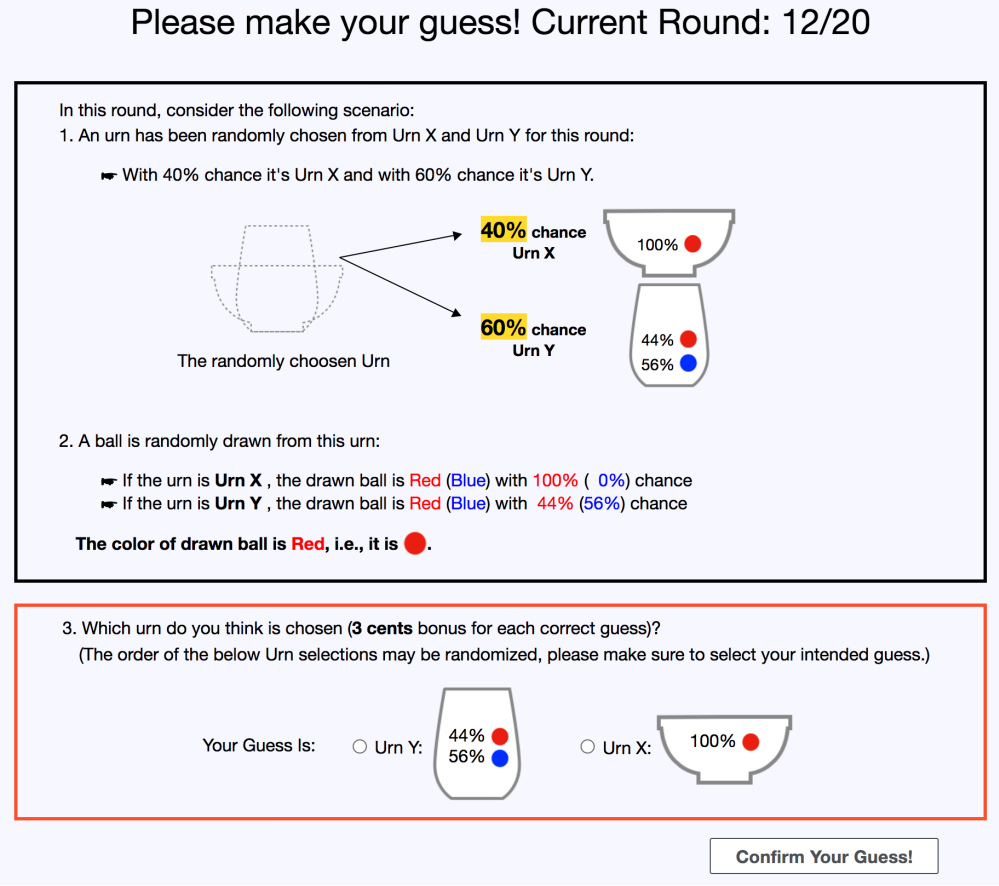 Please make your guess! Current Round: 12/20
In this round, consider the following scenario:
1. An urn has been randomly chosen from Urn X and Urn Y for this round:
☛ With 40% chance it's Urn X and with 60% chance it's Urn Y.
40% chance
Urn X
100%
60% chance
Urn Y
44%
56%
The randomly choosen Urn
2. A ball is randomly drawn from this urn:
☛ If the urn is Urn X , the drawn ball is Red (Blue) with 100% ( 0%) chance
☛ If the urn is Urn Y , the drawn ball is Red (Blue) with 44% (56%) chance
The color of drawn ball is Red, i.e., it is .
3. Which urn do you think is chosen (3 cents bonus for each correct guess)?
(The order of the below Urn selections may be randomized, please make sure to select your intended guess.)
Your Guess Is:
Urn Y:
44%
56%
Urn X:
100%
Confirm Your Guess!